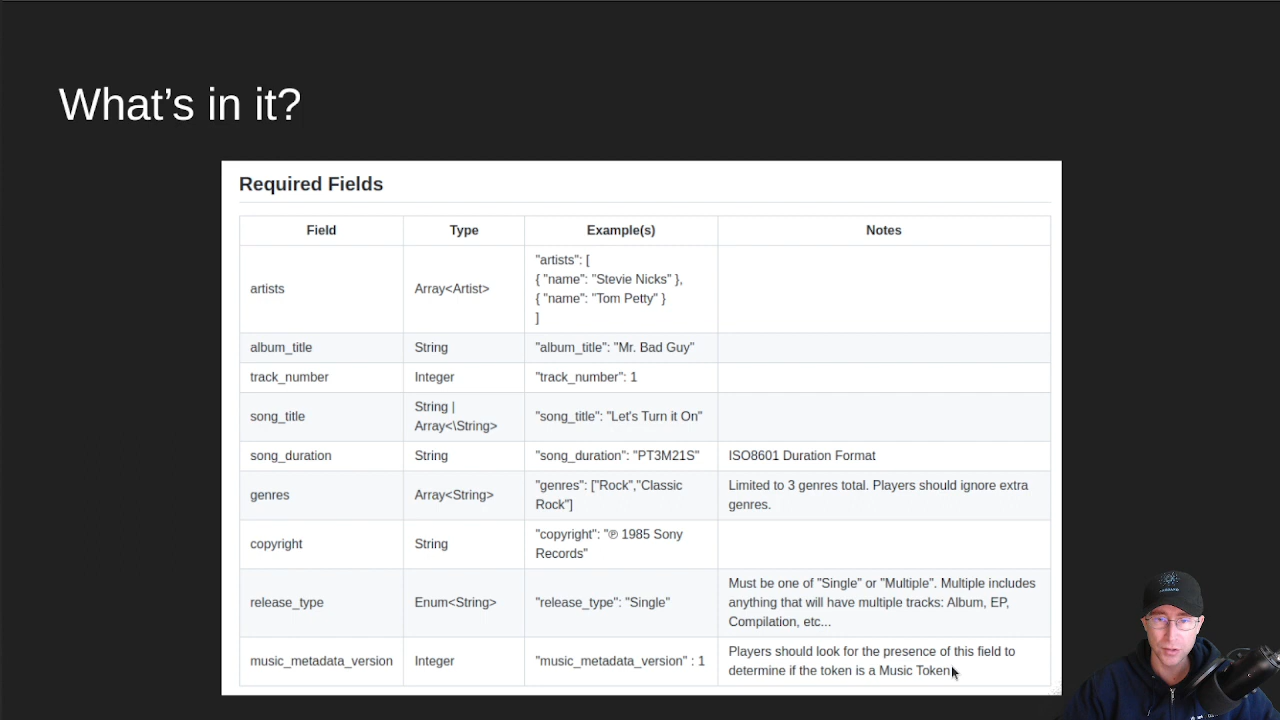 What's in it?
Required Fields
Field Type Example(s) Notes
artists Array<Artist> "artists": [
{ "name": "Stevie Nicks" },
{ "name": "Tom Petty" }
]
album_title String "album_title": "Mr. Bad Guy"
track_number Integer "track_number": 1
song_title String |
Array<\String> "song_title": "Let's Turn it On"
song_duration String "song_duration": "PT3M21S" ISO8601 Duration Format
genres Array<String> "genres": ["Rock","Classic
Rock"] Limited to 3 genres total. Players should ignore extra
genres.
copyright String "copyright": "℗ 1985 Sony
Records"
release_type Enum<String> "release_type": "Single" Must be one of "Single" or "Multiple". Multiple includes
anything that will have multiple tracks: Album, EP,
Compilation, etc...
music_metadata_version Integer "music_metadata_version" : 1 Players should look for the presence of this field to
determine if the token is a Music Token